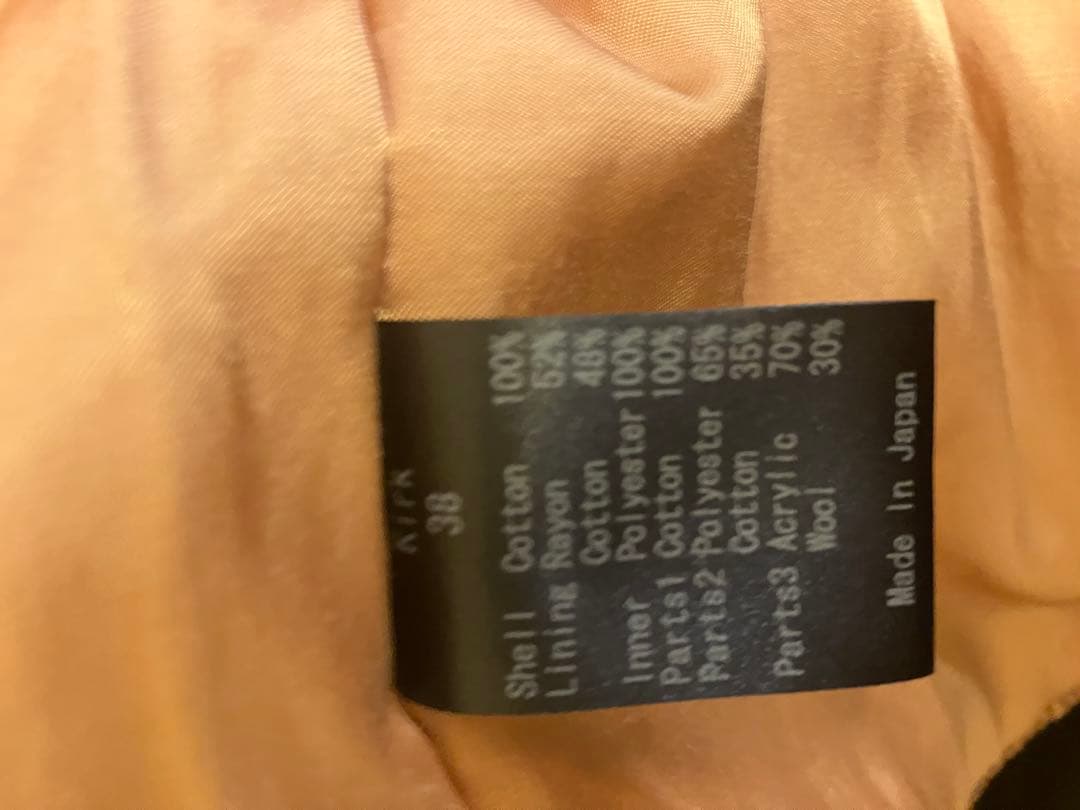 38
Shell Cotton 100%
Lining Rayon 52%
Cotton 48%
Inner Polyester 100%
Parts1 Cotton 100%
Parts2 Polyester 65%
Cotton 35%
Parts3 Acrylic 70%
Wool 30%
Made In Japan